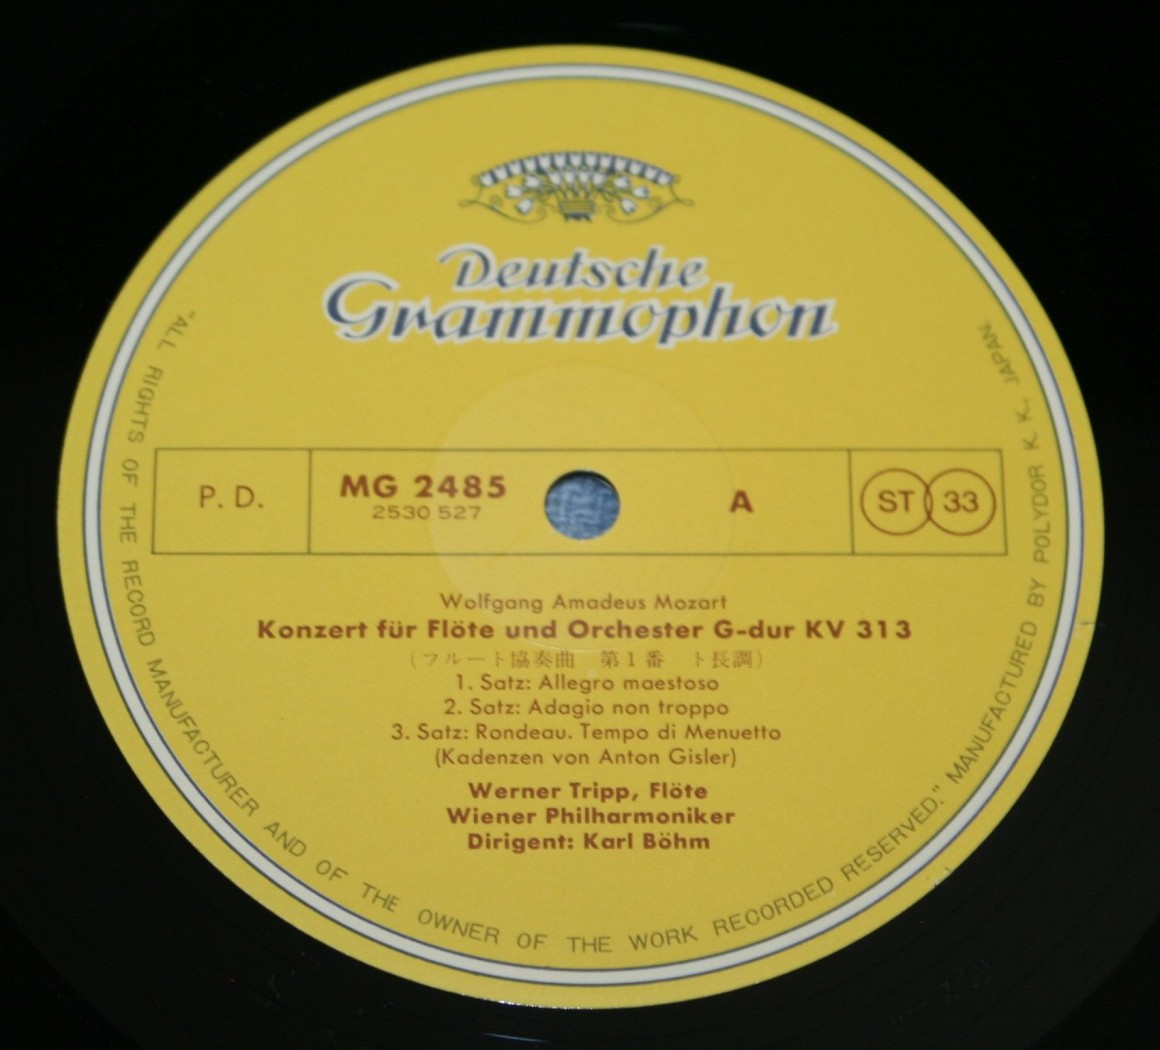 Deutsche
Grammophon
P. D.
MG 2485
2530 527
A
ST 33
Wolfgang Amadeus Mozart
Konzert für Flöte und Orchester G-dur KV 313
(フルート協奏曲 第1番 ト長調)
1. Satz: Allegro maestoso
2. Satz: Adagio non troppo
3. Satz: Rondeau. Tempo di Menuetto
(Kadenzen von Anton Gisler)
Werner Tripp, Flöte
Wiener Philharmoniker
Dirigent: Karl Böhm
"ALL RIGHTS OF THE RECORD MANUFACTURER AND OF THE OWNER OF THE WORK RECORDED RESERVED." MANUFACTURED BY POLYDOR K. K. JAPAN.